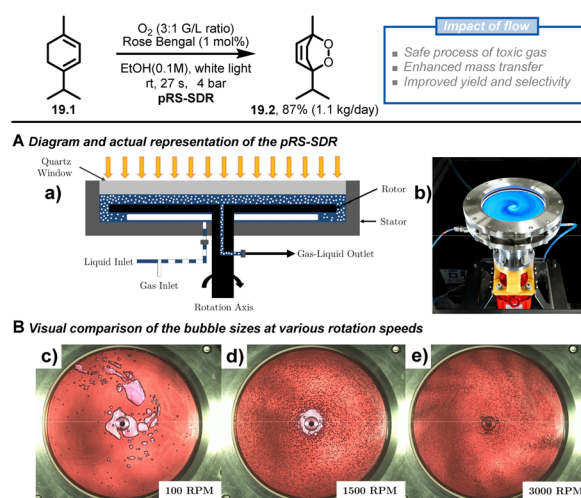 O2 (3:1 G/L ratio)
Rose Bengal (1 mol%)
EtOH(0.1M), white light
rt, 27 s, 4 bar
pRS-SDR
O
O
19.1
19.2, 87% (1.1 kg/day)
Impact of flow
Safe process of toxic gas
Enhanced mass transfer
Improved yield and selectivity
A Diagram and actual representation of the pRS-SDR
Quartz
Window
a)
b)
Rotor
Stator
Gas-Liquid Outlet
Liquid Inlet
Gas Inlet
Rotation Axis
B Visual comparison of the bubble sizes at various rotation speeds
c)
d)
e)
100 RPM
1500 RPM
3000 RPM